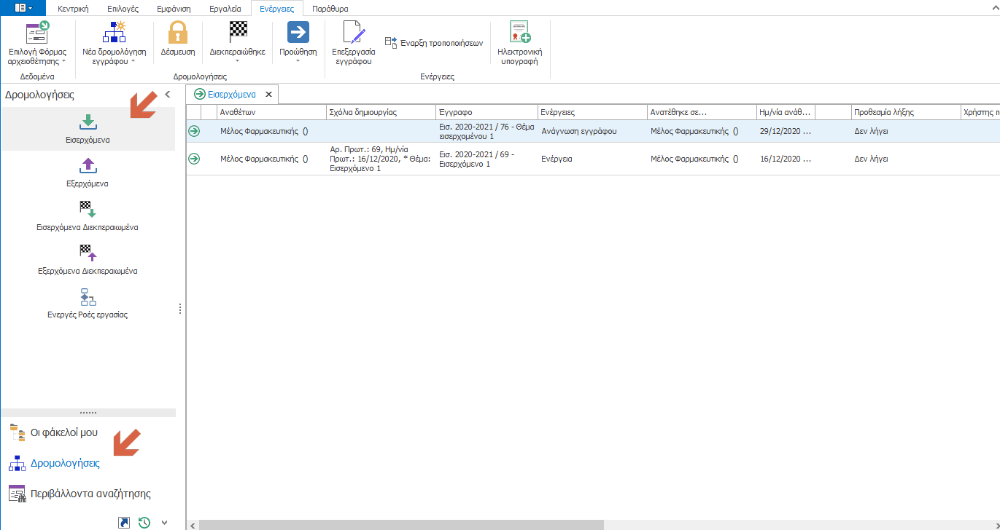 Κεντρική Επιλογές Εμφάνιση Εργαλεία Ενέργειες Παράθυρα
Επιλογή Φόρμας
αρχειοθέτησης
Νέα δρομολόγηση
εγγράφου
Δέσμευση
Διεκπεραιώθηκε
Προώθηση
Επεξεργασία
εγγράφου
Έναρξη τροποποιήσεων
Ηλεκτρονική
υπογραφή
Δεδομένα
Δρομολογήσεις
Ενέργειες
Δρομολογήσεις
Εισερχόμενα
Εξερχόμενα
Εισερχόμενα Διεκπεραιωμένα
Εξερχόμενα Διεκπεραιωμένα
Ενεργές Ροές εργασίας
Οι φάκελοί μου
Δρομολογήσεις
Περιβάλλοντα αναζήτησης
Εισερχόμενα
Αναθέτων Σχόλια δημιουργίας Έγγραφο Ενέργειες Ανατέθηκε σε... Ημ/νία ανάθ... Προθεσμία λήξης Χρήστης π
Μέλος Φαρμακευτικής ()
Εισ. 2020-2021 / 76 - Θέμα
εισερχομένου 1
Ανάγνωση εγγράφου
Μέλος Φαρμακευτικής ()
29/12/2020 ...
Δεν λήγει
Μέλος Φαρμακευτικής ()
Αρ. Πρωτ.: 69, Ημ/νία
Πρωτ.: 16/12/2020, * Θέμα:
Εισερχόμενο 1
Εισ. 2020-2021 / 69 -
Εισερχόμενο 1
Ενέργεια
Μέλος Φαρμακευτικής ()
16/12/2020 ...
Δεν λήγει